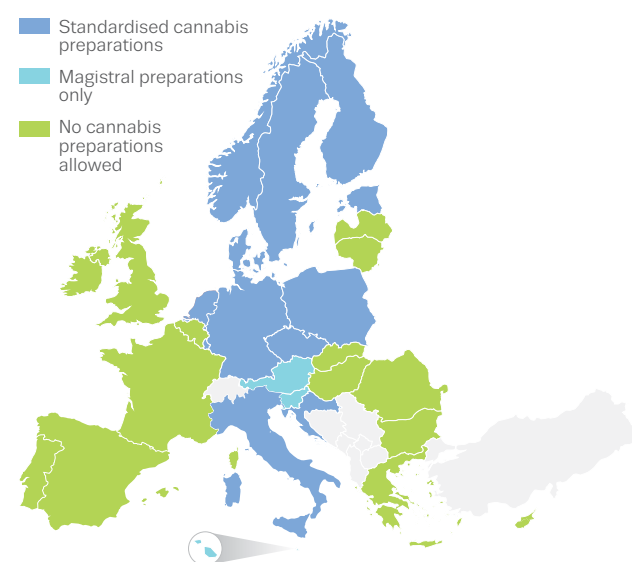 Standardised cannabis
preparations
Magistral preparations
only
No cannabis
preparations
allowed